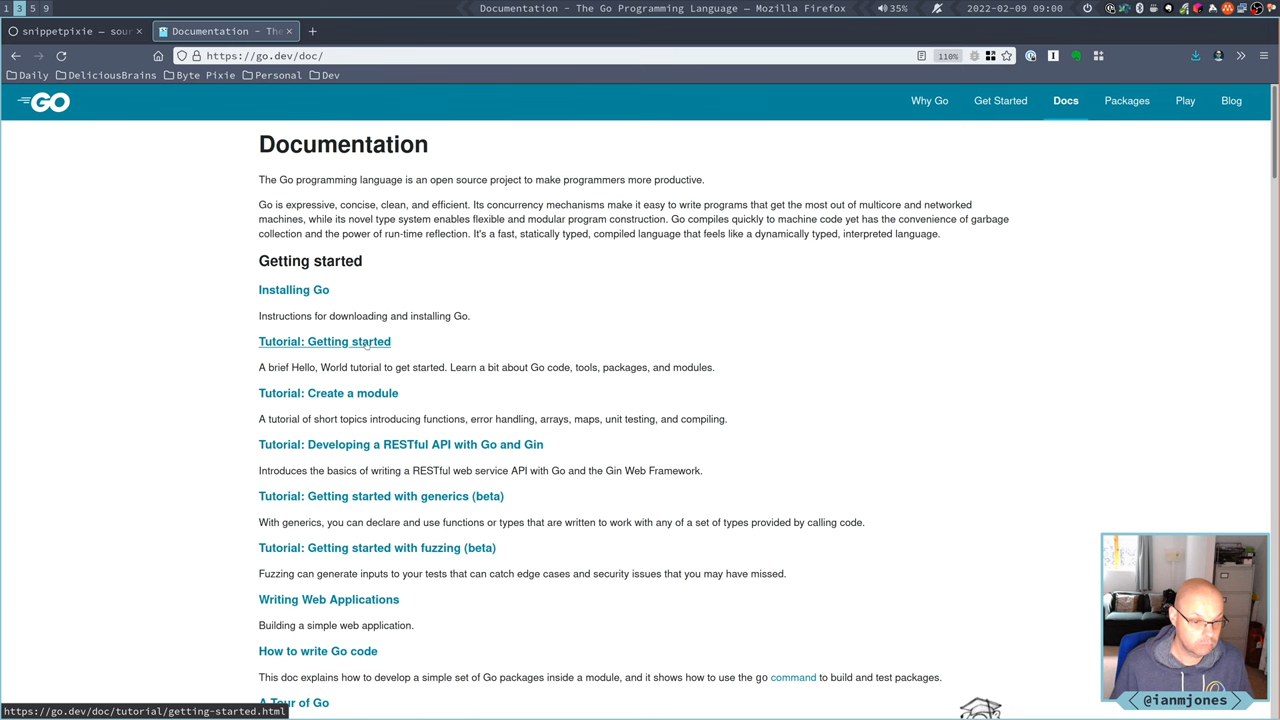 1 3 5 9
Documentation - The Go Programming Language — Mozilla Firefox
35%
2022-02-09 09:00
snippetpixie — sour
Documentation - The
https://go.dev/doc/
110%
Daily
DeliciousBrains
Byte Pixie
Personal
Dev
GO
Why Go
Get Started
Docs
Packages
Play
Blog
Documentation
The Go programming language is an open source project to make programmers more productive.
Go is expressive, concise, clean, and efficient. Its concurrency mechanisms make it easy to write programs that get the most out of multicore and networked
machines, while its novel type system enables flexible and modular program construction. Go compiles quickly to machine code yet has the convenience of garbage
collection and the power of run-time reflection. It's a fast, statically typed, compiled language that feels like a dynamically typed, interpreted language.
Getting started
Installing Go
Instructions for downloading and installing Go.
Tutorial: Getting started
A brief Hello, World tutorial to get started. Learn a bit about Go code, tools, packages, and modules.
Tutorial: Create a module
A tutorial of short topics introducing functions, error handling, arrays, maps, unit testing, and compiling.
Tutorial: Developing a RESTful API with Go and Gin
Introduces the basics of writing a RESTful web service API with Go and the Gin Web Framework.
Tutorial: Getting started with generics (beta)
With generics, you can declare and use functions or types that are written to work with any of a set of types provided by calling code.
Tutorial: Getting started with fuzzing (beta)
Fuzzing can generate inputs to your tests that can catch edge cases and security issues that you may have missed.
Writing Web Applications
Building a simple web application.
How to write Go code
This doc explains how to develop a simple set of Go packages inside a module, and it shows how to use the go command to build and test packages.
A Tour of Go
https://go.dev/doc/tutorial/getting-started.html
@ianmjones